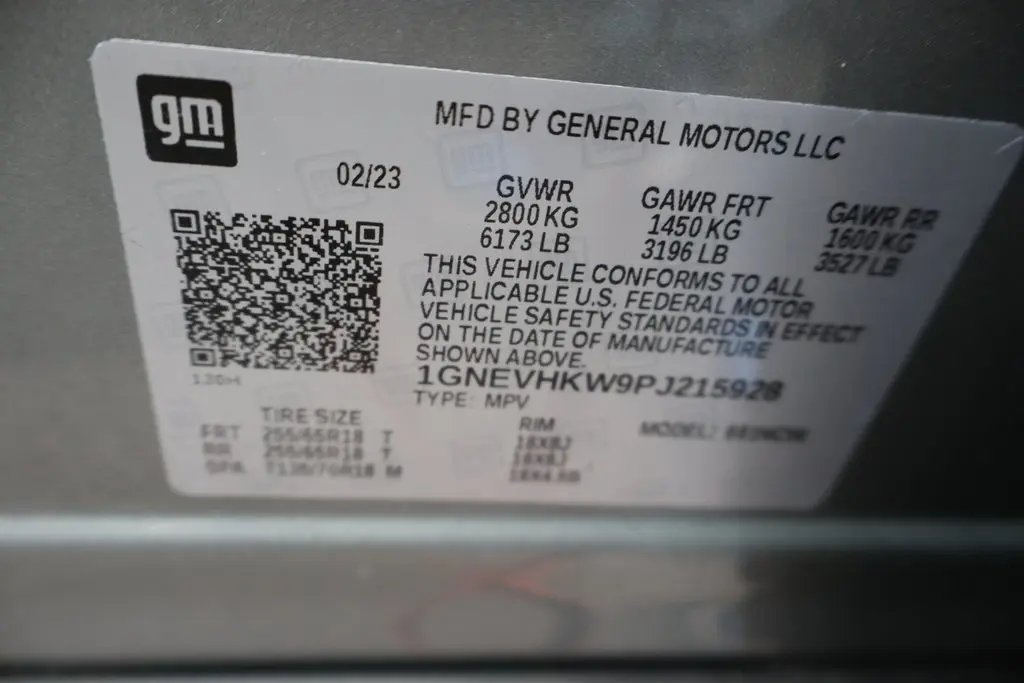 gm
MFD BY GENERAL MOTORS LLC
02/23
GVWR
2800 KG
6173 LB
GAWR FRT
1450 KG
3196 LB
GAWR RR
1600 KG
3527 LB
THIS VEHICLE CONFORMS TO ALL
APPLICABLE U.S. FEDERAL MOTOR
VEHICLE SAFETY STANDARDS IN EFFECT
ON THE DATE OF MANUFACTURE
SHOWN ABOVE.
1GNEVHKW9PJ215928
TYPE: MPV
TIRE SIZE
FRT 255/65R18 T
RR 255/65R18 T
RIM
18X8J
18X8J
MODEL: